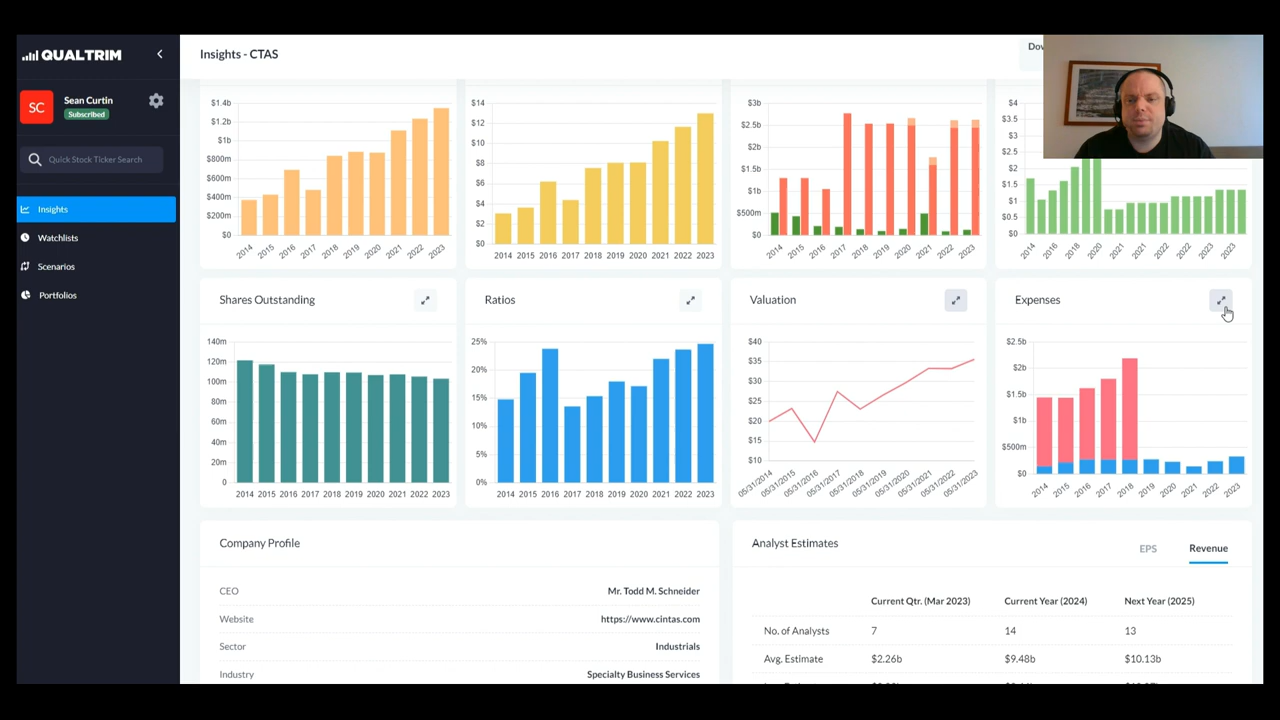 QUALTRIM
Insights - CTAS
Dow
SC
Sean Curtin
Subscribed
Quick Stock Ticker Search
Insights
Watchlists
Scenarios
Portfolios
$1.4b
$1.2b
$1b
$800m
$600m
$400m
$200m
$0
2014 2015 2016 2017 2018 2019 2020 2021 2022 2023
$14
$12
$10
$8
$6
$4
$2
$0
2014 2015 2016 2017 2018 2019 2020 2021 2022 2023
$3b
$2.5b
$2b
$1.5b
$1b
$500m
$0
2014 2015 2016 2017 2018 2019 2020 2021 2022 2023
$4
$3.5
$3
$2.5
$2
$1.5
$1
$0.5
$0
2014 2016 2018 2020 2021 2021 2022 2022 2023 2023
Shares Outstanding
140m
120m
100m
80m
60m
40m
20m
0
2014 2015 2016 2017 2018 2019 2020 2021 2022 2023
Ratios
25%
20%
15%
10%
5%
0%
2014 2015 2016 2017 2018 2019 2020 2021 2022 2023
Valuation
$40
$35
$30
$25
$20
$15
$10
05/31/2014 05/31/2015 05/31/2016 05/31/2017 05/31/2018 05/31/2019 05/31/2020 05/31/2021 05/31/2022 05/31/2023
Expenses
$2.5b
$2b
$1.5b
$1b
$500m
$0
2014 2015 2016 2017 2018 2019 2020 2021 2022 2023
Company Profile
CEO Mr. Todd M. Schneider
Website https://www.cintas.com
Sector Industrials
Industry Specialty Business Services
Analyst Estimates
EPS Revenue
Current Qtr. (Mar 2023) Current Year (2024) Next Year (2025)
No. of Analysts 7 14 13
Avg. Estimate $2.26b $9.48b $10.13b